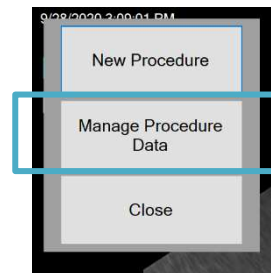 9/28/2020 3:09:01 PM
New Procedure
Manage Procedure
Data
Close